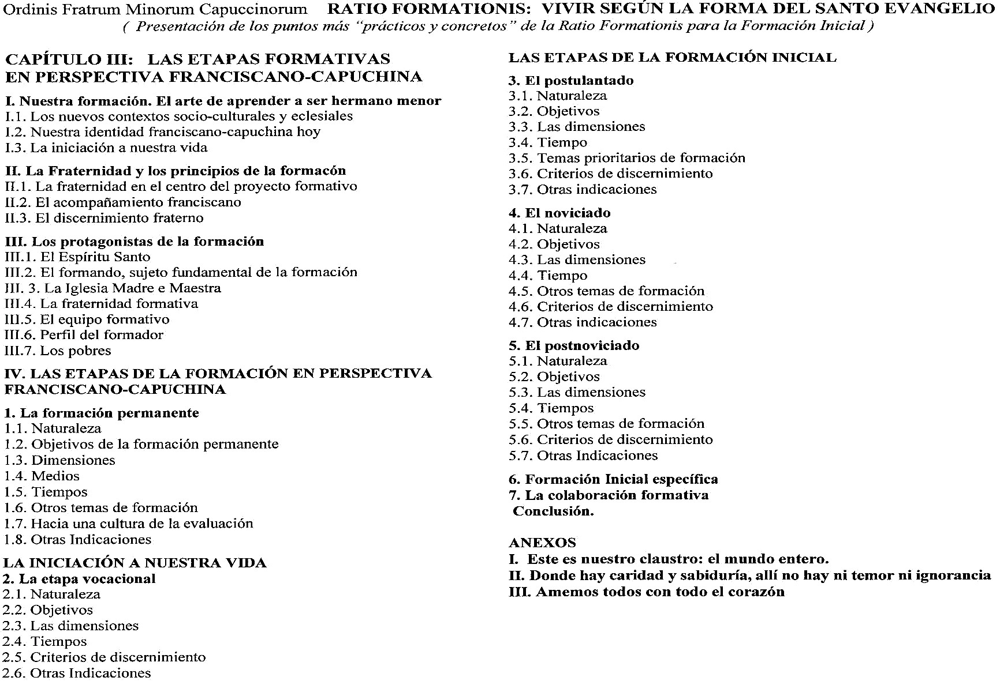 Ordinis Fratrum Minorum Capuccinorum RATIO FORMATIONIS: VIVIR SEGÚN LA FORMA DEL SANTO EVANGELIO
( Presentación de los puntos más “prácticos y concretos” de la Ratio Formationis para la Formación Inicial )
CAPÍTULO III: LAS ETAPAS FORMATIVAS
EN PERSPECTIVA FRANCISCANO-CAPUCHINA
I. Nuestra formación. El arte de aprender a ser hermano menor
I.1. Los nuevos contextos socio-culturales y eclesiales
I.2. Nuestra identidad franciscano-capuchina hoy
I.3. La iniciación a nuestra vida
II. La Fraternidad y los principios de la formacón
II.1. La fraternidad en el centro del proyecto formativo
II.2. El acompañamiento franciscano
II.3. El discernimiento fraterno
III. Los protagonistas de la formación
III.1. El Espíritu Santo
III.2. El formando, sujeto fundamental de la formación
III. 3. La Iglesia Madre e Maestra
III.4. La fraternidad formativa
III.5. El equipo formativo
III.6. Perfil del formador
III.7. Los pobres
IV. LAS ETAPAS DE LA FORMACIÓN EN PERSPECTIVA
FRANCISCANO-CAPUCHINA
1. La formación permanente
1.1. Naturaleza
1.2. Objetivos de la formación permanente
1.3. Dimensiones
1.4. Medios
1.5. Tiempos
1.6. Otros temas de formación
1.7. Hacia una cultura de la evaluación
1.8. Otras Indicaciones
LA INICIACIÓN A NUESTRA VIDA
2. La etapa vocacional
2.1. Naturaleza
2.2. Objetivos
2.3. Las dimensiones
2.4. Tiempos
2.5. Criterios de discernimiento
2.6. Otras Indicaciones
LAS ETAPAS DE LA FORMACIÓN INICIAL
3. El postulantado
3.1. Naturaleza
3.2. Objetivos
3.3. Las dimensiones
3.4. Tiempo
3.5. Temas prioritarios de formación
3.6. Criterios de discernimiento
3.7. Otras indicaciones
4. El noviciado
4.1. Naturaleza
4.2. Objetivos
4.3. Las dimensiones
4.4. Tiempo
4.5. Otros temas de formación
4.6. Criterios de discernimiento
4.7. Otras indicaciones
5. El postnoviciado
5.1. Naturaleza
5.2. Objetivos
5.3. Las dimensiones
5.4. Tiempos
5.5. Otros temas de formación
5.6. Criterios de discernimiento
5.7. Otras Indicaciones
6. Formación Inicial específica
7. La colaboración formativa
Conclusión.
ANEXOS
I. Este es nuestro claustro: el mundo entero.
II. Donde hay caridad y sabiduría, allí no hay ni temor ni ignorancia
III. Amemos todos con todo el corazón